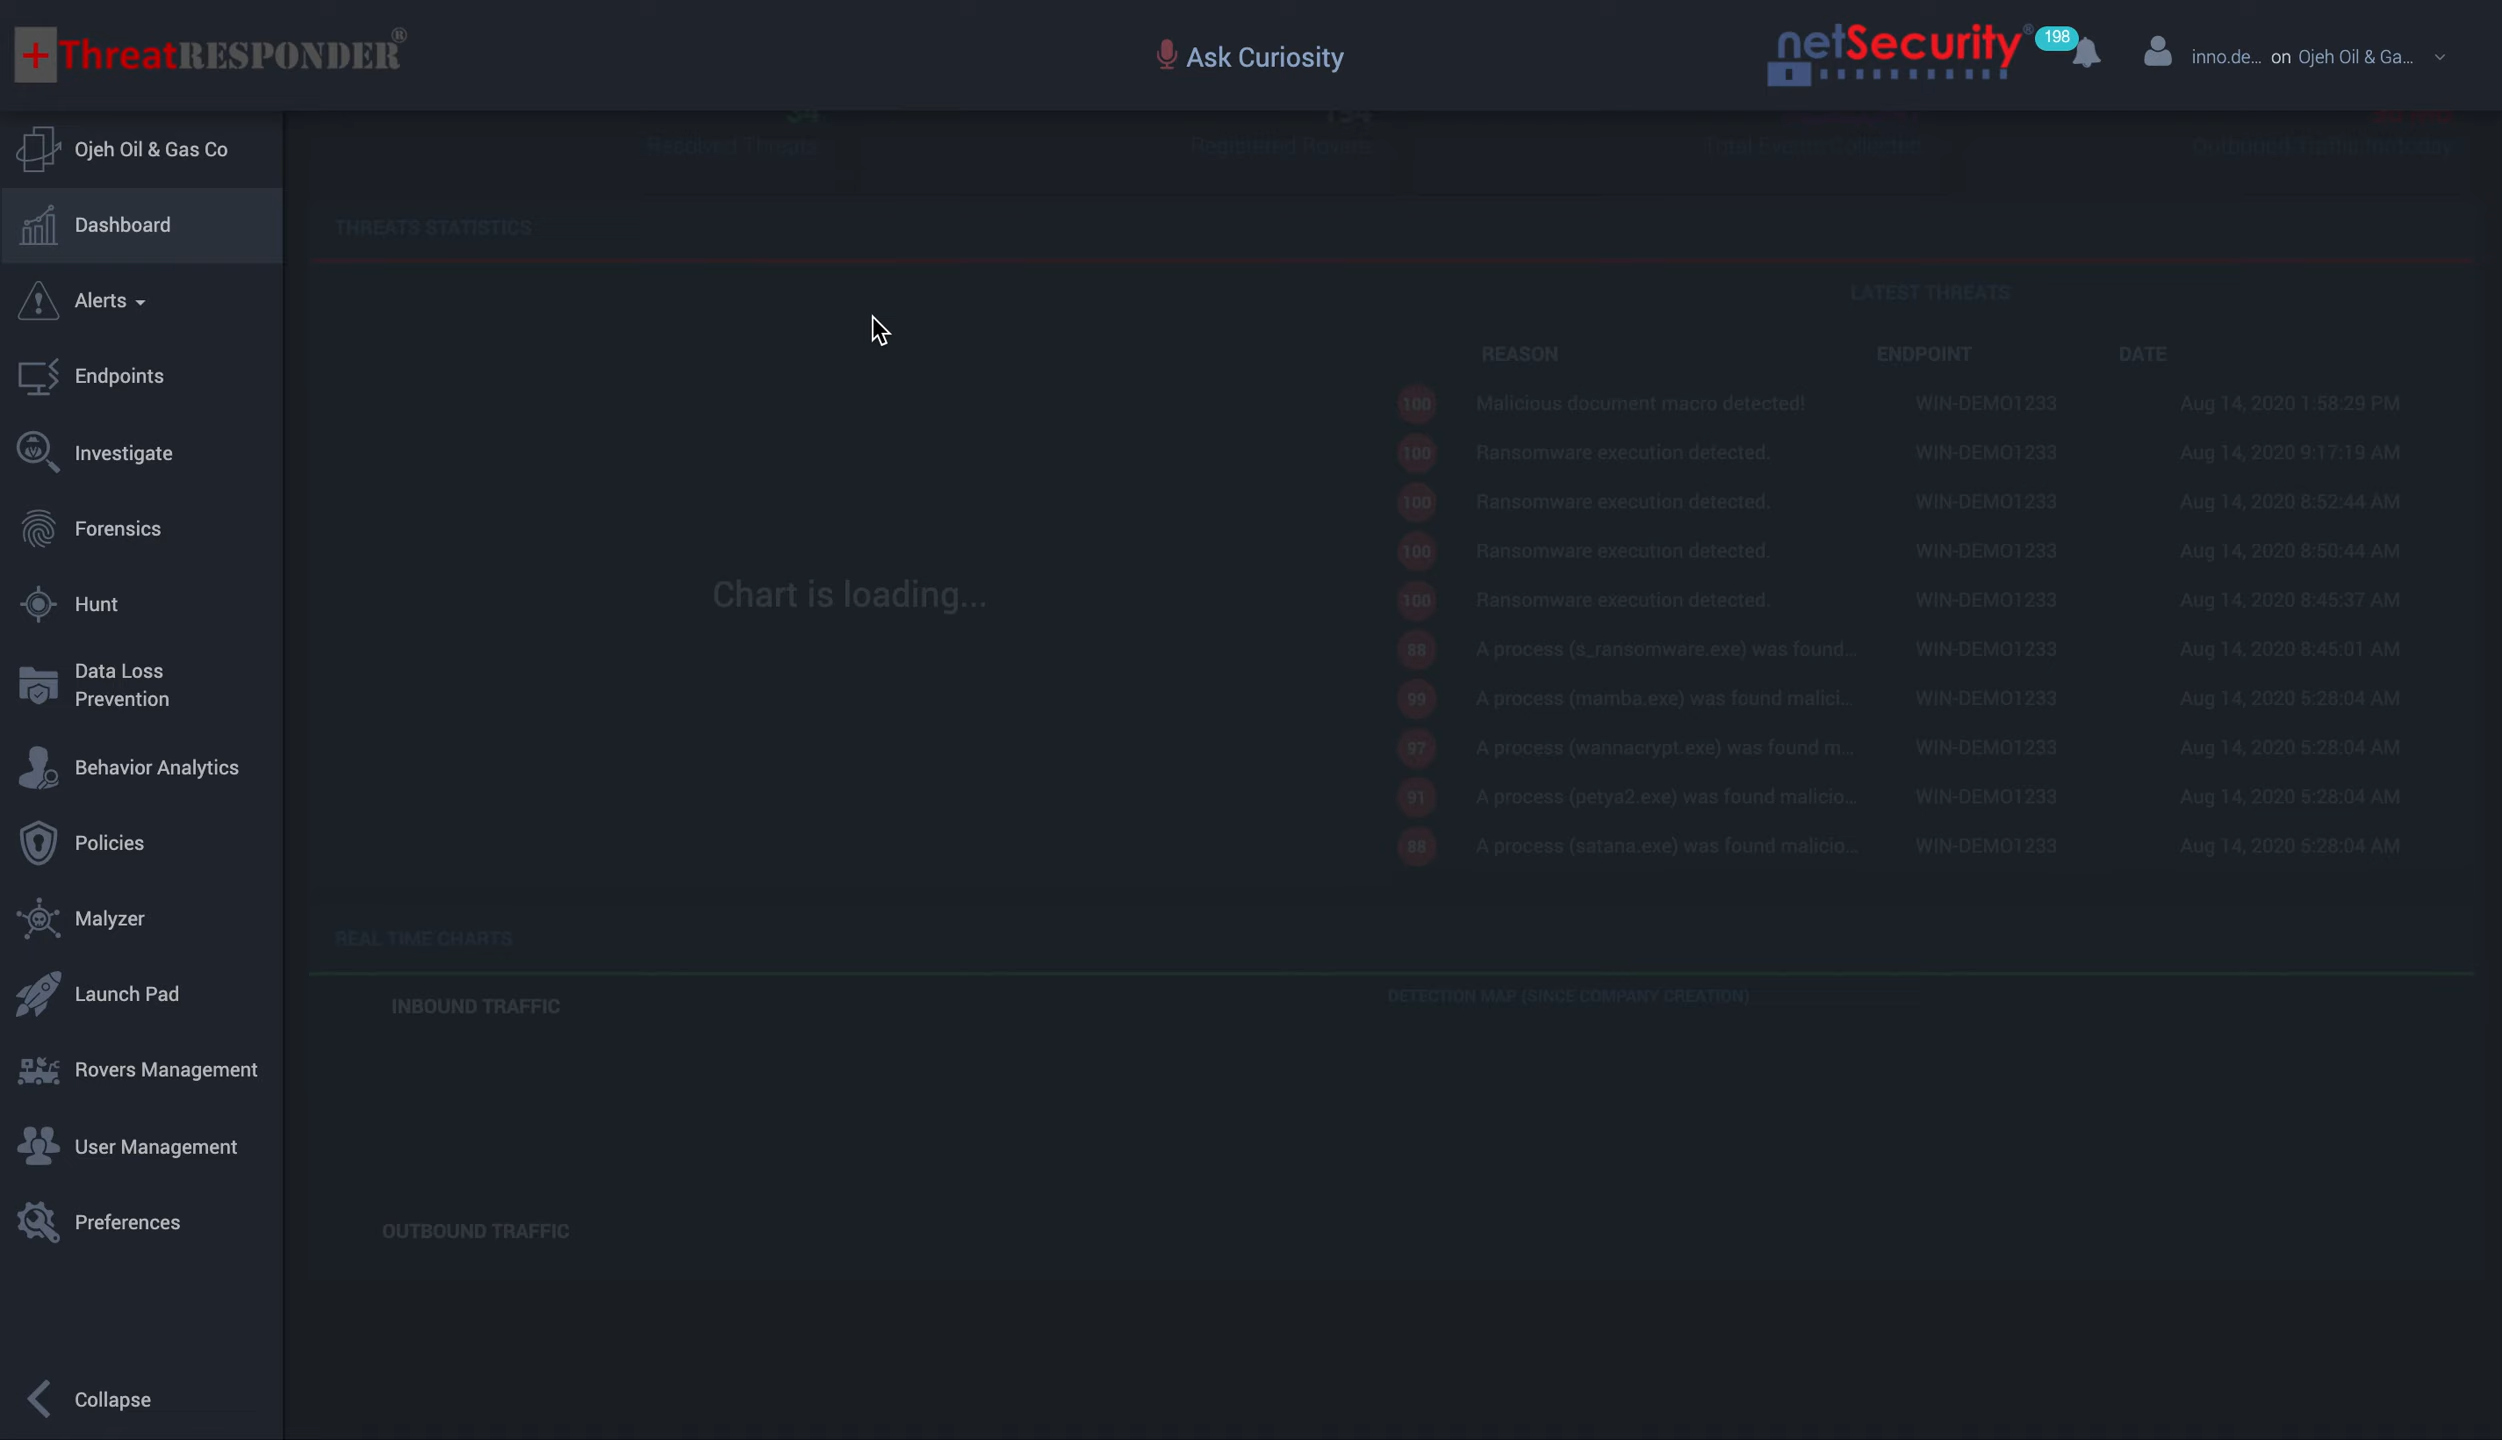 ThreatRESPONDER®
Ask Curiosity
netSecurity®
198
inno.de... on Ojeh Oil & Ga...
Ojeh Oil & Gas Co
Dashboard
Alerts
Endpoints
Investigate
Forensics
Hunt
Data Loss
Prevention
Behavior Analytics
Policies
Malyzer
Launch Pad
Rovers Management
User Management
Preferences
Collapse
Resolved Threats
Registered Rovers
Total Events Collected
THREATS STATISTICS
Chart is loading...
LATEST THREATS
REASON ENDPOINT DATE
100 Malicious document macro detected! WIN-DEMO1233 Aug 14, 2020 1:58:29 PM
100 Ransomware execution detected. WIN-DEMO1233 Aug 14, 2020 9:17:19 AM
100 Ransomware execution detected. WIN-DEMO1233 Aug 14, 2020 8:52:44 AM
100 Ransomware execution detected. WIN-DEMO1233 Aug 14, 2020 8:50:44 AM
100 Ransomware execution detected. WIN-DEMO1233 Aug 14, 2020 8:45:37 AM
88 A process (s_ransomware.exe) was found... WIN-DEMO1233 Aug 14, 2020 8:45:01 AM
99 A process (mamba.exe) was found malici... WIN-DEMO1233 Aug 14, 2020 5:28:04 AM
97 A process (wannacrypt.exe) was found m... WIN-DEMO1233 Aug 14, 2020 5:28:04 AM
91 A process (petya2.exe) was found malicio... WIN-DEMO1233 Aug 14, 2020 5:28:04 AM
88 A process (satana.exe) was found malicio... WIN-DEMO1233 Aug 14, 2020 5:28:04 AM
REAL TIME CHARTS
INBOUND TRAFFIC
DETECTION MAP (SINCE COMPANY CREATION)
OUTBOUND TRAFFIC